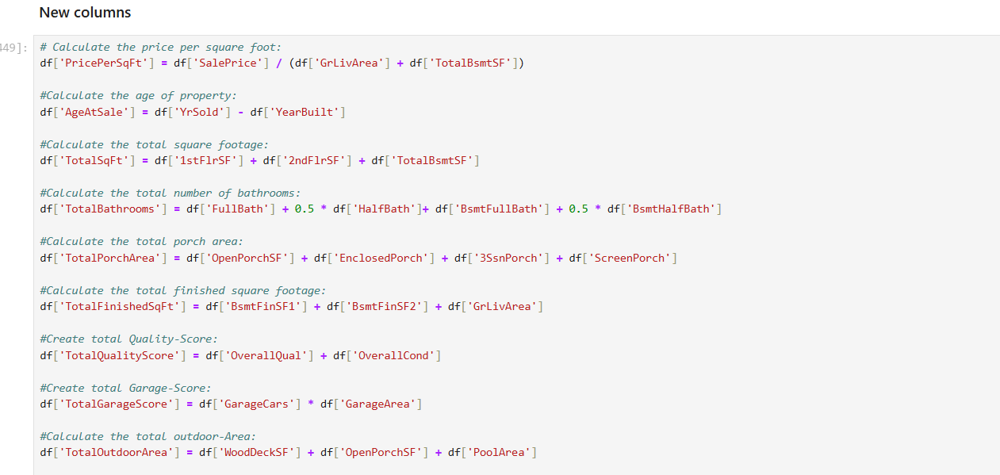 New columns
449]:
# Calculate the price per square foot:
df['PricePerSqFt'] = df['SalePrice'] / (df['GrLivArea'] + df['TotalBsmtSF'])
#Calculate the age of property:
df['AgeAtSale'] = df['YrSold'] - df['YearBuilt']
#Calculate the total square footage:
df['TotalSqFt'] = df['1stFlrSF'] + df['2ndFlrSF'] + df['TotalBsmtSF']
#Calculate the total number of bathrooms:
df['TotalBathrooms'] = df['FullBath'] + 0.5 * df['HalfBath']+ df['BsmtFullBath'] + 0.5 * df['BsmtHalfBath']
#Calculate the total porch area:
df['TotalPorchArea'] = df['OpenPorchSF'] + df['EnclosedPorch'] + df['3SsnPorch'] + df['ScreenPorch']
#Calculate the total finished square footage:
df['TotalFinishedSqFt'] = df['BsmtFinSF1'] + df['BsmtFinSF2'] + df['GrLivArea']
#Create total Quality-Score:
df['TotalQualityScore'] = df['OverallQual'] + df['OverallCond']
#Create total Garage-Score:
df['TotalGarageScore'] = df['GarageCars'] * df['GarageArea']
#Calculate the total outdoor-Area:
df['TotalOutdoorArea'] = df['WoodDeckSF'] + df['OpenPorchSF'] + df['PoolArea']